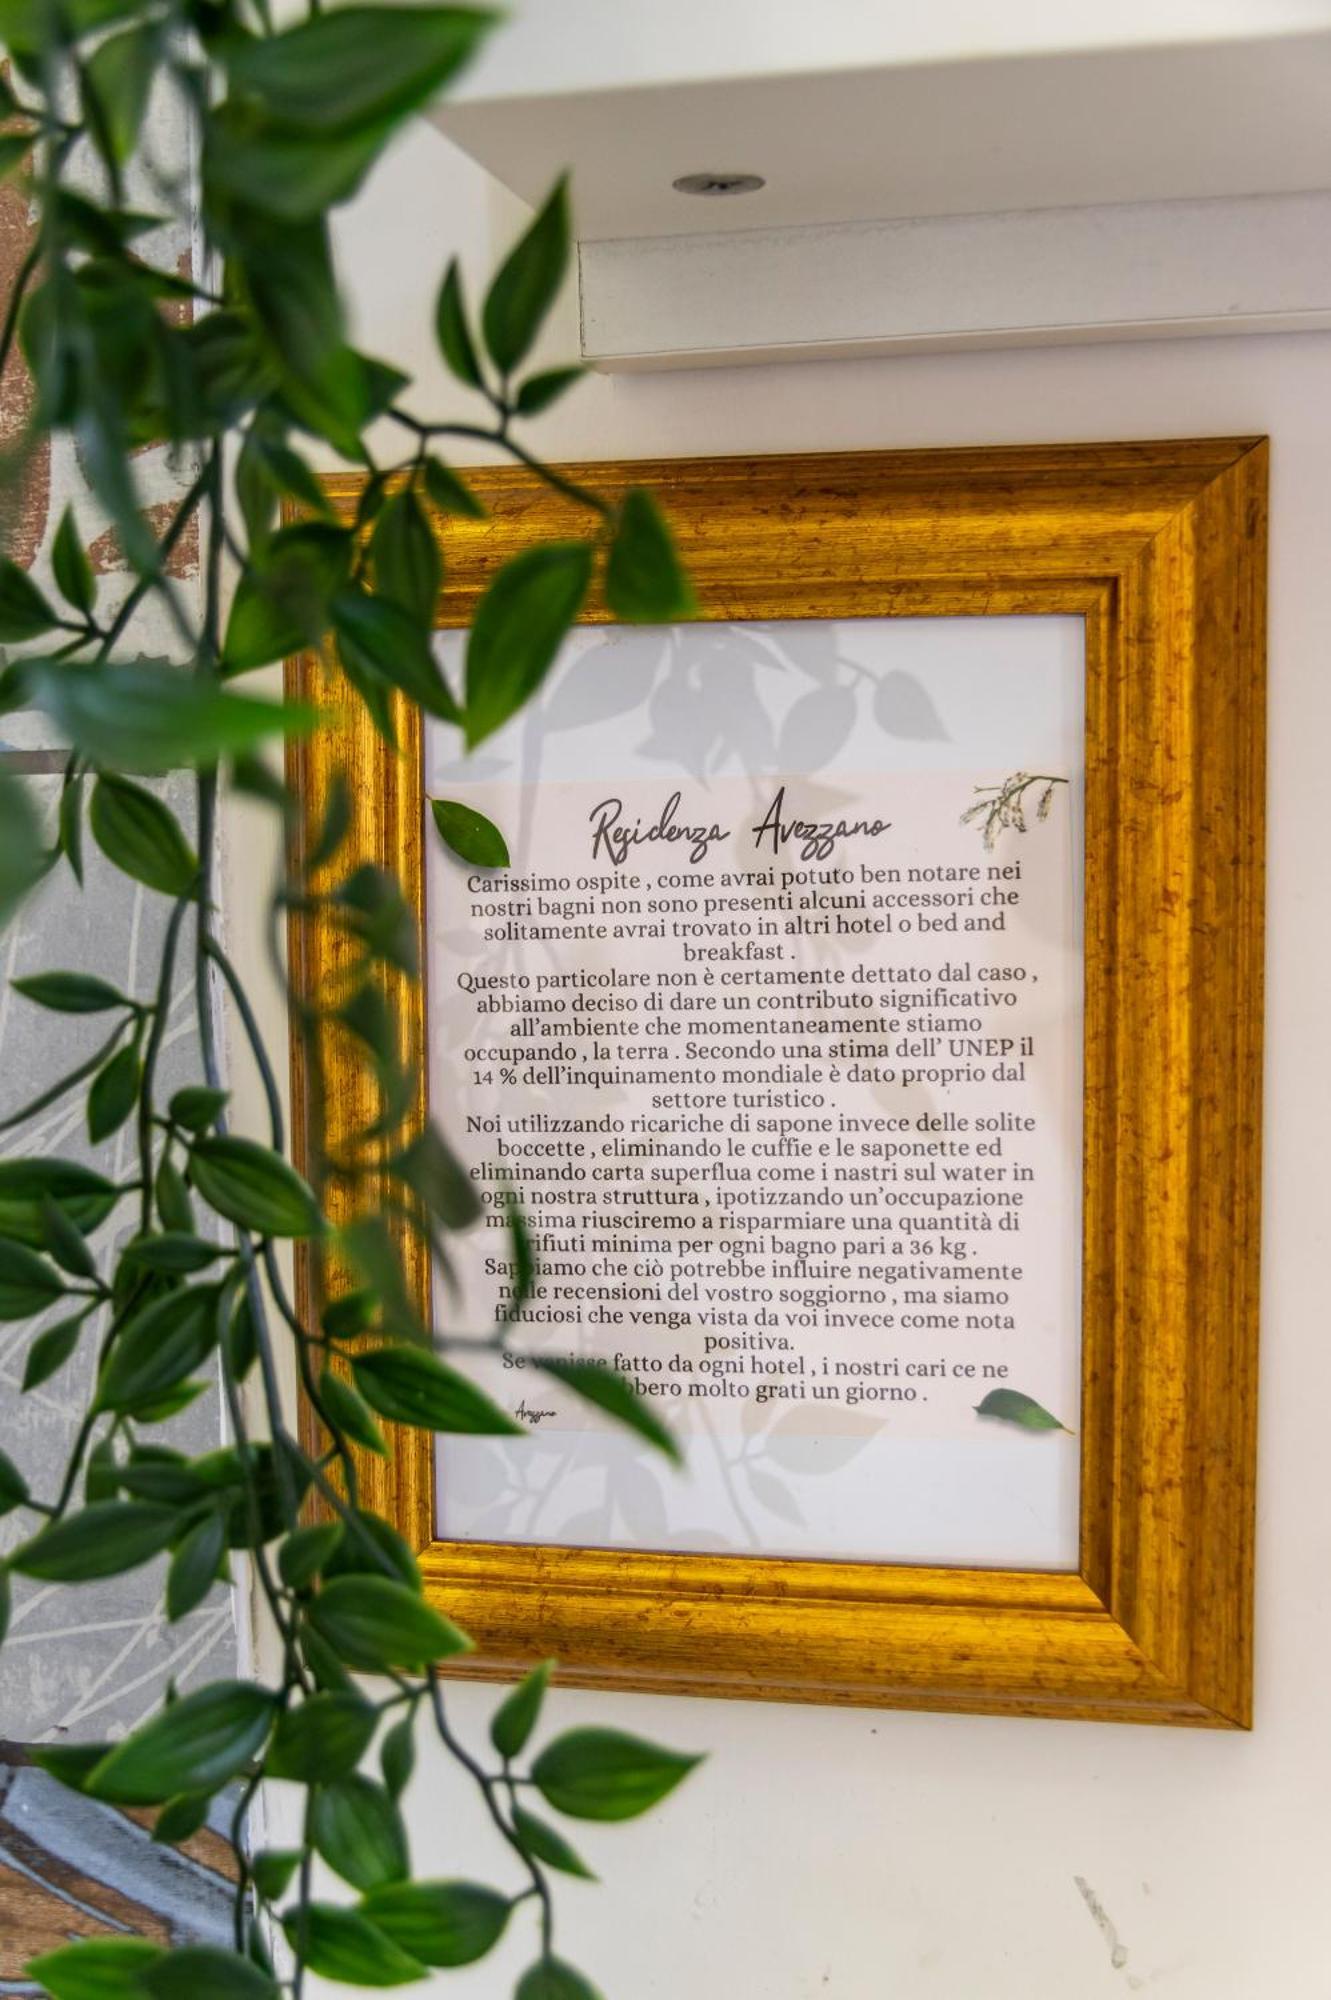 Residenza Avezzano
Carissimo ospite , come avrai potuto ben notare nei
nostri bagni non sono presenti alcuni accessori che
solitamente avrai trovato in altri hotel o bed and
breakfast .
Questo particolare non è certamente dettato dal caso ,
abbiamo deciso di dare un contributo significativo
all'ambiente che momentaneamente stiamo
occupando , la terra . Secondo una stima dell' UNEP il
14 % dell'inquinamento mondiale è dato proprio dal
settore turistico .
Noi utilizzando ricariche di sapone invece delle solite
boccette , eliminando le cuffie e le saponette ed
eliminando carta superflua come i nastri sul water in
ogni nostra struttura , ipotizzando un'occupazione
massima riusciremo a risparmiare una quantità di
rifiuti minima per ogni bagno pari a 36 kg .
Sappiamo che ciò potrebbe influire negativamente
nelle recensioni del vostro soggiorno , ma siamo
fiduciosi che venga vista da voi invece come nota
positiva.
Se venisse fatto da ogni hotel , i nostri cari ce ne
molto grati un giorno .
Avezzano